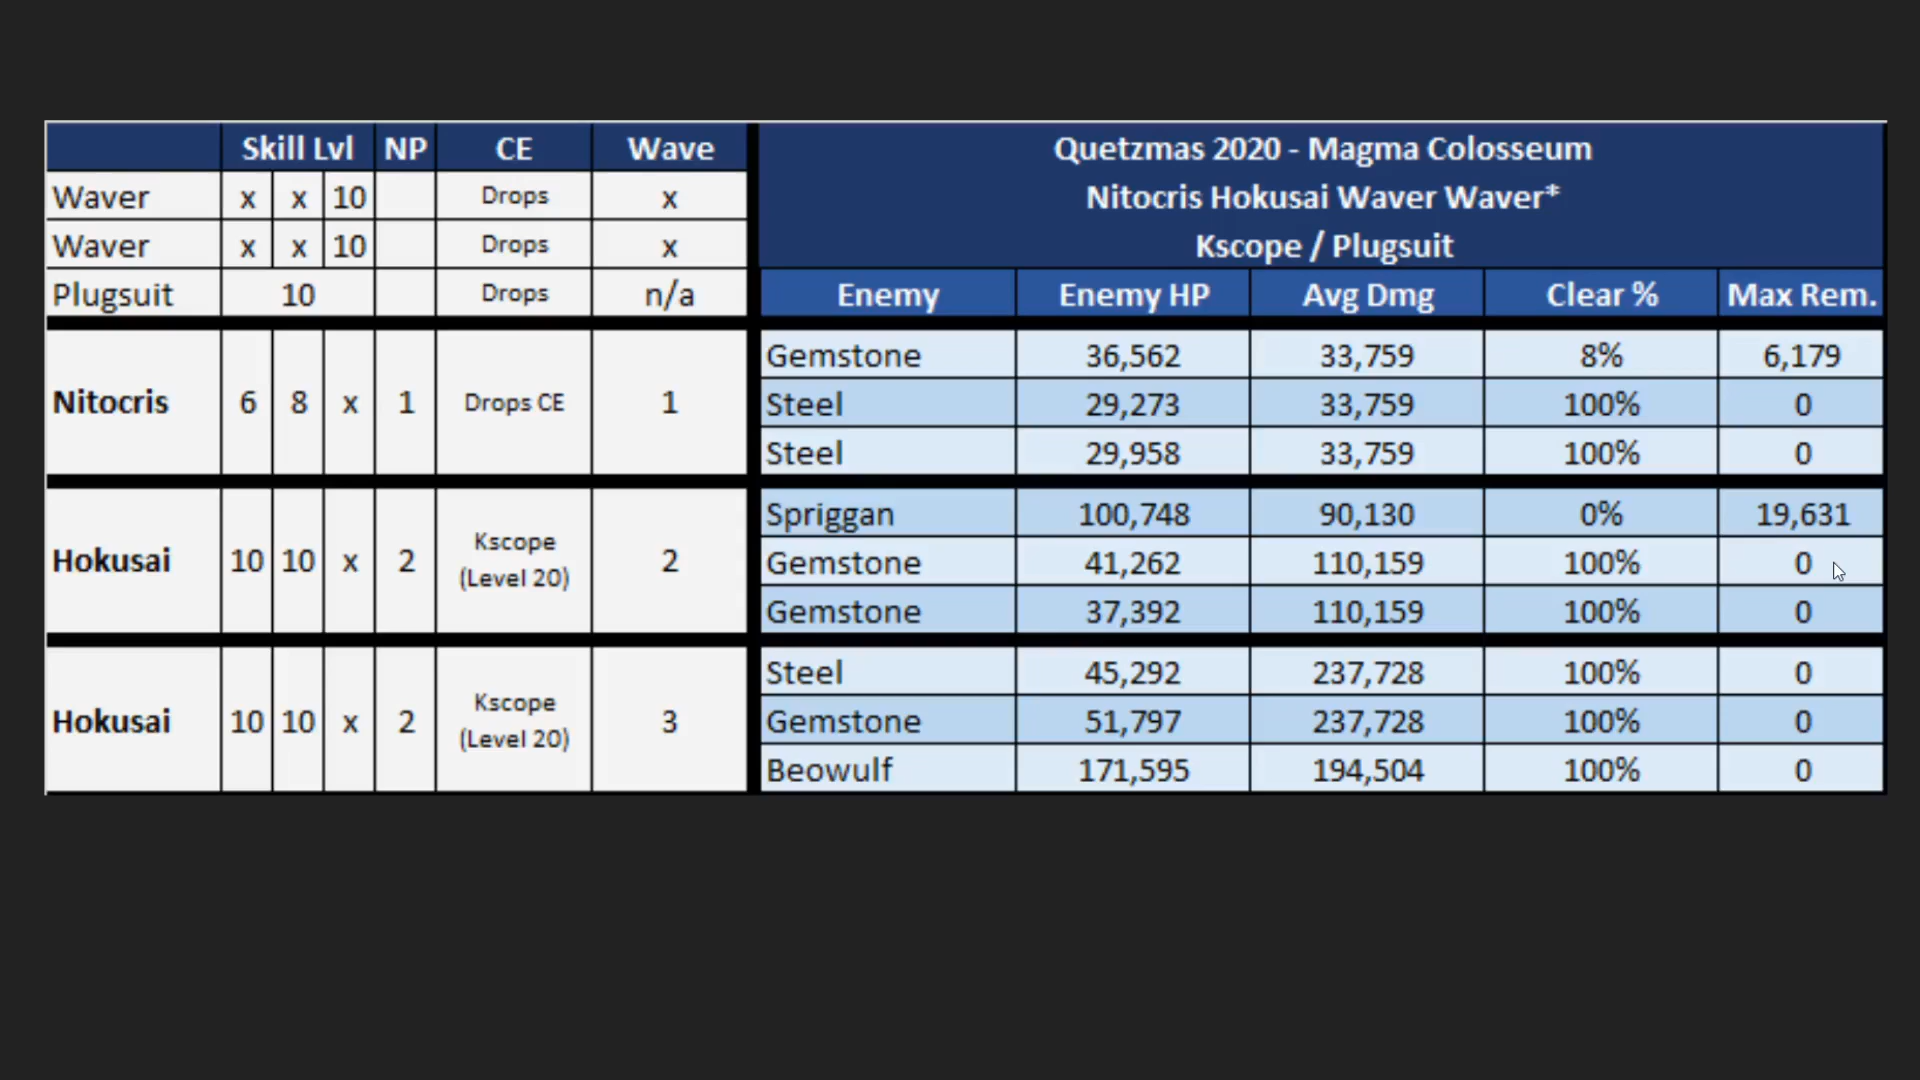 Skill Lvl NP CE Wave
Waver x x 10 Drops x
Waver x x 10 Drops x
Plugsuit 10 Drops n/a
Quetzmas 2020 - Magma Colosseum
Nitocris Hokusai Waver Waver*
Kscope / Plugsuit
Enemy Enemy HP Avg Dmg Clear % Max Rem.
Nitocris 6 8 x 1 Drops CE 1
Gemstone 36,562 33,759 8% 6,179
Steel 29,273 33,759 100% 0
Steel 29,958 33,759 100% 0
Hokusai 10 10 x 2 Kscope (Level 20) 2
Spriggan 100,748 90,130 0% 19,631
Gemstone 41,262 110,159 100% 0
Gemstone 37,392 110,159 100% 0
Hokusai 10 10 x 2 Kscope (Level 20) 3
Steel 45,292 237,728 100% 0
Gemstone 51,797 237,728 100% 0
Beowulf 171,595 194,504 100% 0